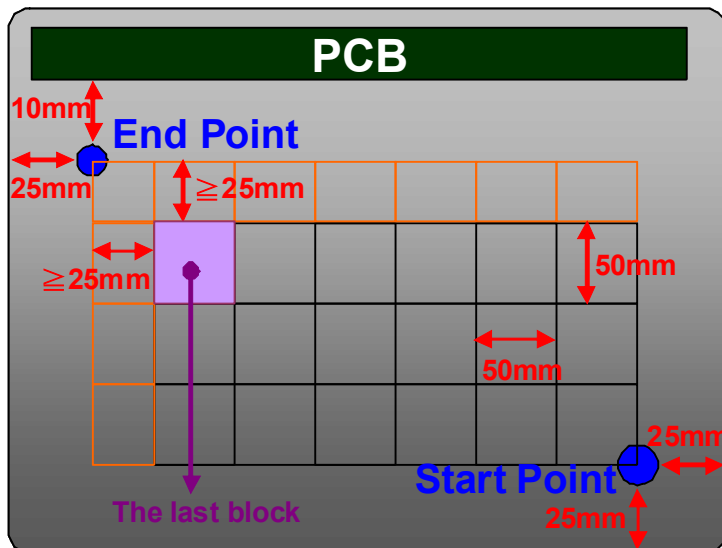 PCB
10mm
End Point
25mm
≧25mm
≧25mm
50mm
50mm
25mm
Start Point
The last block
25mm